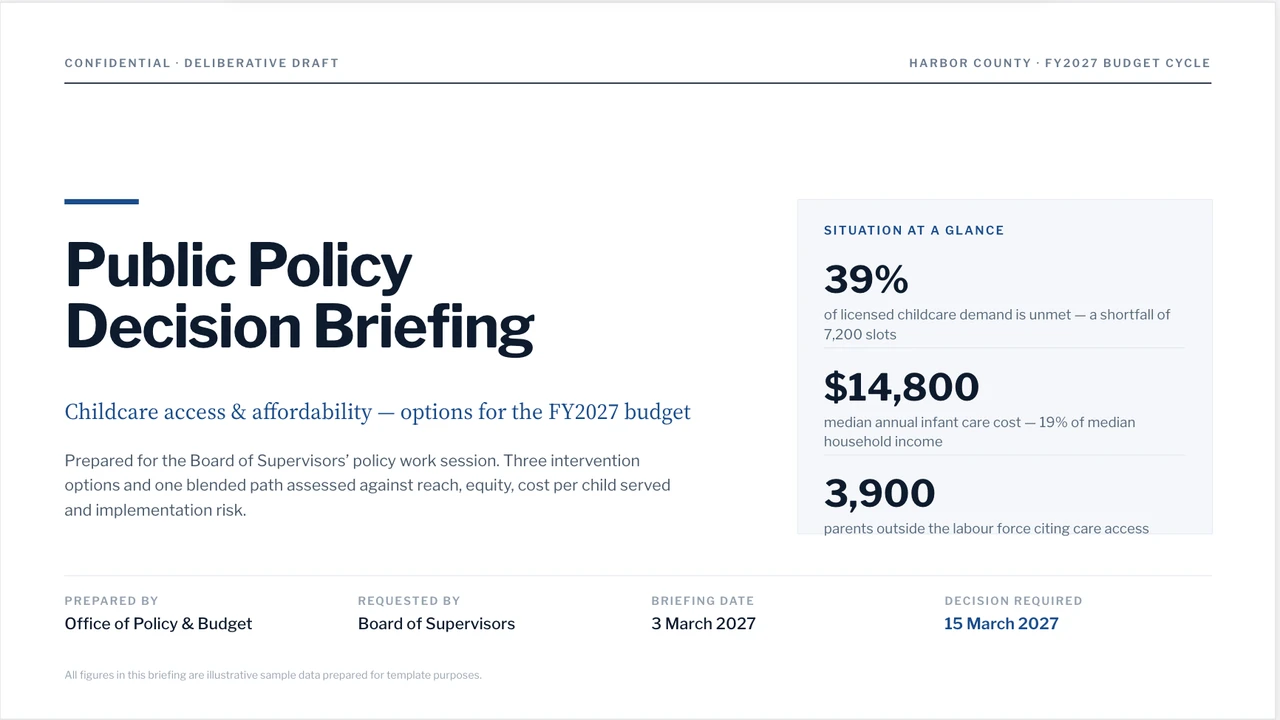 CONFIDENTIAL · DELIBERATIVE DRAFT
HARBOR COUNTY · FY2027 BUDGET CYCLE
Public Policy
Decision Briefing
Childcare access & affordability — options for the FY2027 budget
Prepared for the Board of Supervisors’ policy work session. Three intervention
options and one blended path assessed against reach, equity, cost per child served
and implementation risk.
SITUATION AT A GLANCE
39%
of licensed childcare demand is unmet — a shortfall of
7,200 slots
$14,800
median annual infant care cost — 19% of median
household income
3,900
parents outside the labour force citing care access
PREPARED BY
Office of Policy & Budget
REQUESTED BY
Board of Supervisors
BRIEFING DATE
3 March 2027
DECISION REQUIRED
15 March 2027
All figures in this briefing are illustrative sample data prepared for template purposes.